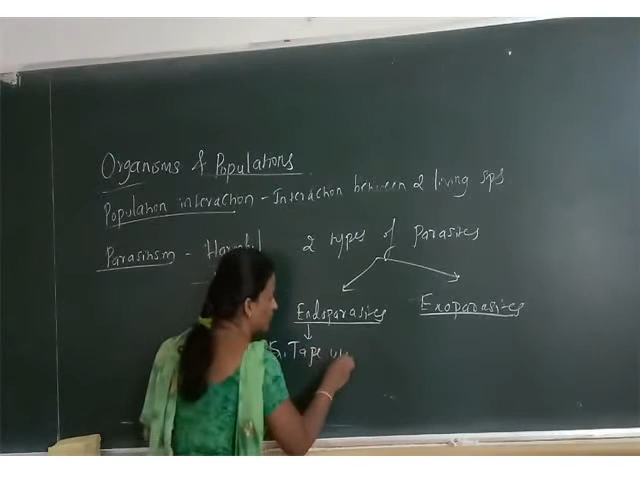 Organisms & Populations
Population interaction - Interaction between 2 living sps
Parasitism - Harmful
2 types of Parasites
Endoparasites
Exoparasites
Tape